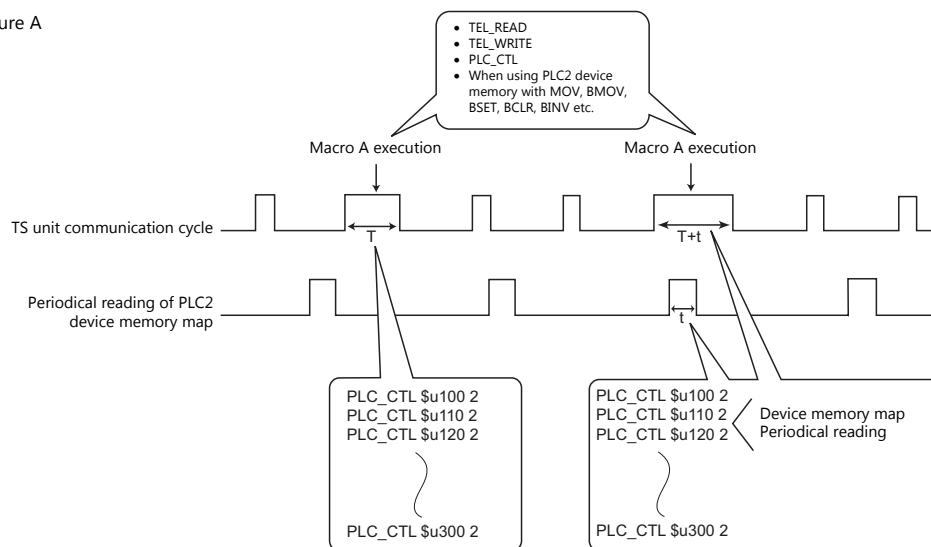 ure A
• TEL_READ
• TEL_WRITE
• PLC_CTL
• When using PLC2 device
memory with MOV, BMOV,
BSET, BCLR, BINV etc.
Macro A execution
Macro A execution
TS unit communication cycle
T
T+t
Periodical reading of PLC2
device memory map
t
PLC_CTL $u100 2
PLC_CTL $u110 2
PLC_CTL $u120 2
PLC_CTL $u300 2
PLC_CTL $u100 2
PLC_CTL $u110 2
PLC_CTL $u120 2
PLC_CTL $u300 2
Device memory map
Periodical reading